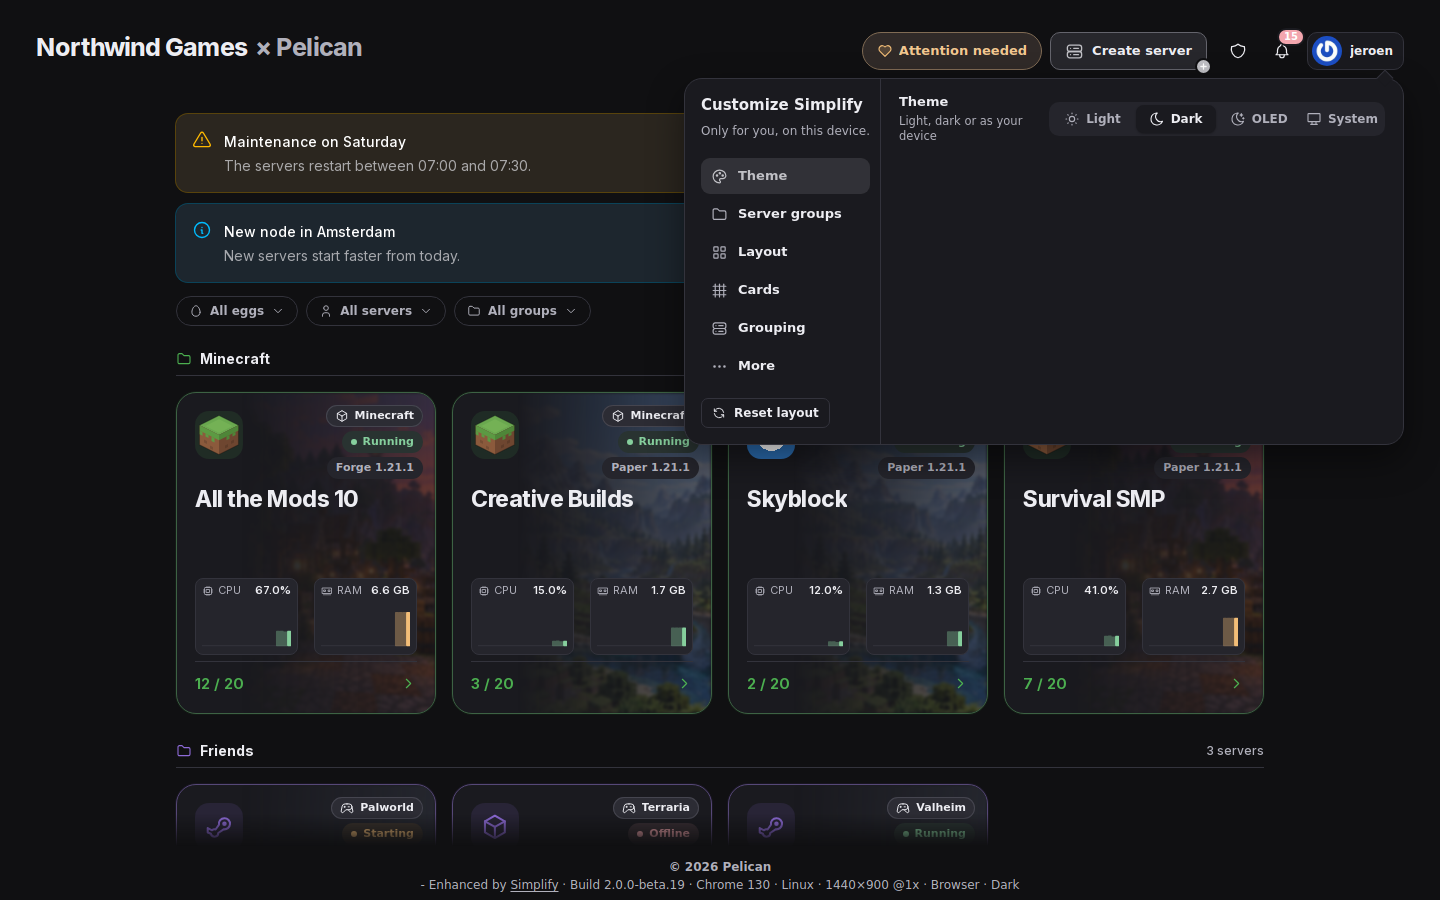 Northwind Games × Pelican
Attention needed
Create server
15
jeroen
Customize Simplify
Only for you, on this device.
Theme
Server groups
Layout
Cards
Grouping
More
Reset layout
Theme
Light, dark or as your
device
Light
Dark
OLED
System
Maintenance on Saturday
The servers restart between 07:00 and 07:30.
New node in Amsterdam
New servers start faster from today.
All eggs
All servers
All groups
Minecraft
Minecraft
Running
Forge 1.21.1
All the Mods 10
CPU 67.0%
RAM 6.6 GB
12 / 20
Minecraf
Running
Paper 1.21.1
Creative Builds
CPU 15.0%
RAM 1.7 GB
3 / 20
Paper 1.21.1
Skyblock
CPU 12.0%
RAM 1.3 GB
2 / 20
Paper 1.21.1
Survival SMP
CPU 41.0%
RAM 2.7 GB
7 / 20
Friends
3 servers
Palworld
Starting
Terraria
Offline
Valheim
Running
© 2026 Pelican
- Enhanced by Simplify · Build 2.0.0-beta.19 · Chrome 130 · Linux · 1440×900 @1x · Browser · Dark